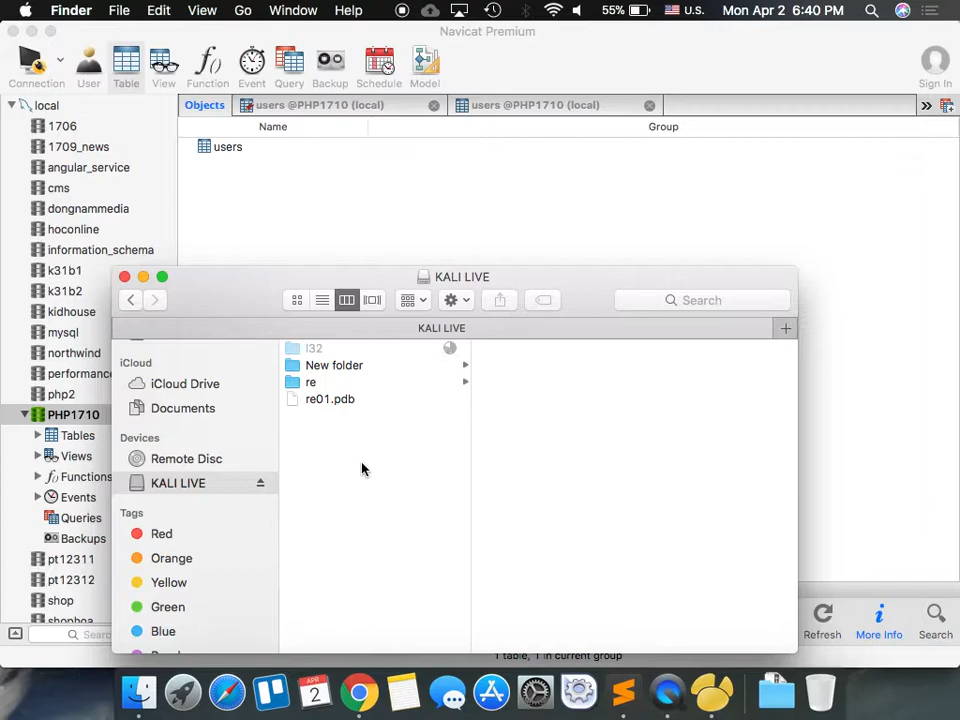 Finder File Edit View Go Window Help 55% U.S. Mon Apr 2 6:40 PM
Navicat Premium
Connection User Table View Function Event Query Backup Schedule Model Sign In
local
1706
1709_news
angular_service
cms
dongnammedia
hoconline
information_schema
k31b1
k31b2
kidhouse
mysql
northwind
performance
php2
PHP1710
Tables
Views
Functions
Events
Queries
Backups
pt12311
pt12312
shop
shophoa
Objects users @PHP1710 (local) users @PHP1710 (local)
Name Group
users
KALI LIVE
Search
KALI LIVE
iCloud
iCloud Drive
Documents
Devices
Remote Disc
KALI LIVE
Tags
Red
Orange
Yellow
Green
Blue
I32
New folder
re
re01.pdb
Refresh More Info Search
1 table, 1 in current group
APR
2